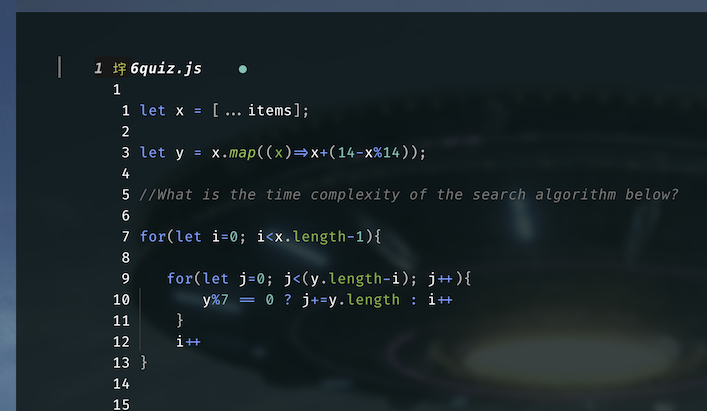 1 6quiz.js ●
1
1 let x = [...items];
2
3 let y = x.map((x)=>x+(14-x%14));
4
5 //What is the time complexity of the search algorithm below?
6
7 for(let i=0; i<x.length-1){
8
9 for(let j=0; j<(y.length-i); j++){
10 y%7 == 0 ? j+=y.length : i++
11 }
12 i++
13 }
14
15